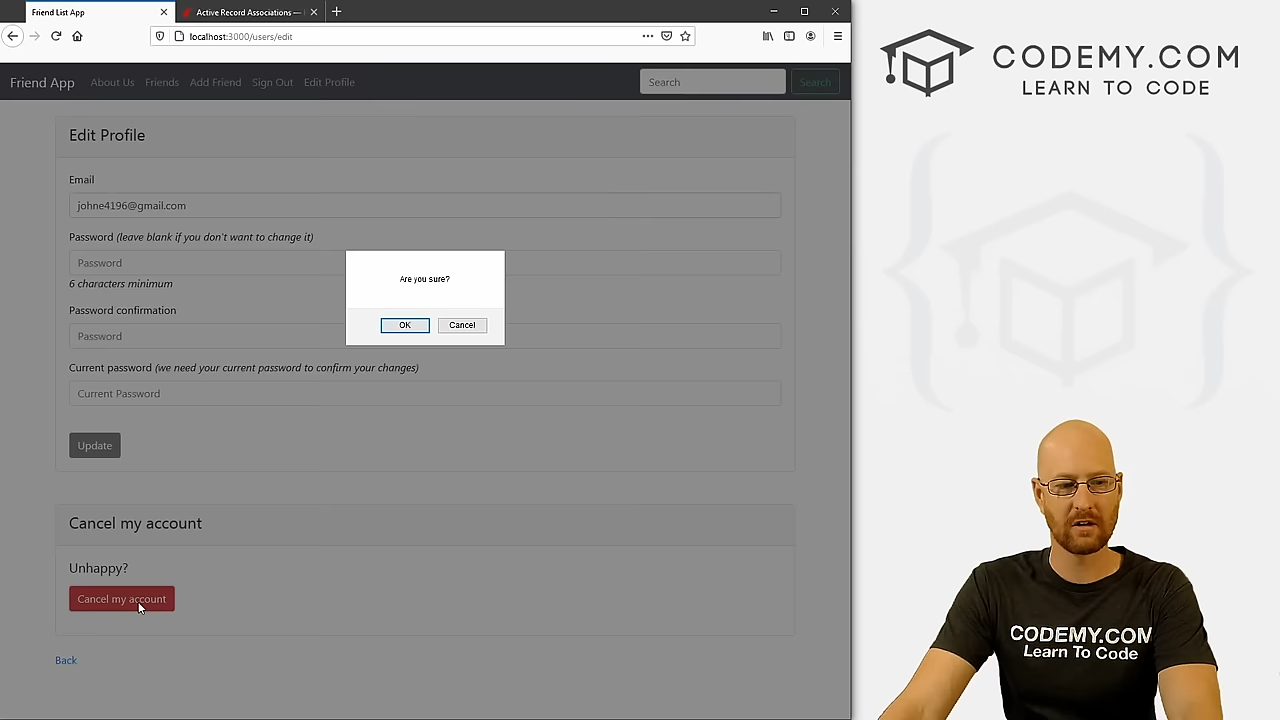 Friend List App
Active Record Associations —
localhost:3000/users/edit
Friend App About Us Friends Add Friend Sign Out Edit Profile Search Search
Edit Profile
Email
johne4196@gmail.com
Password (leave blank if you don't want to change it)
Password
6 characters minimum
Password confirmation
Password
Current password (we need your current password to confirm your changes)
Current Password
Update
Are you sure?
OK Cancel
Cancel my account
Unhappy?
Cancel my account
Back
CODEMY.COM
LEARN TO CODE
CODEMY.COM
Learn To Code